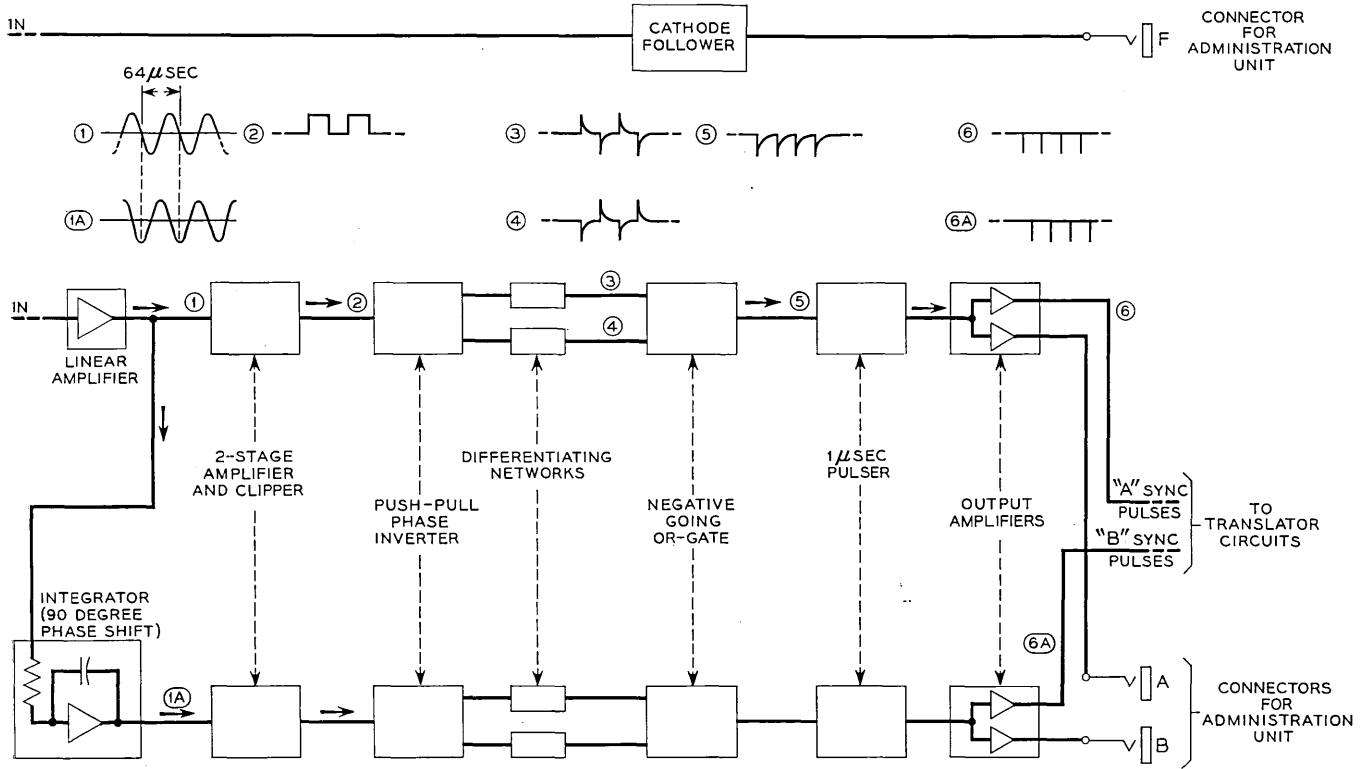 1N
CATHODE
FOLLOWER
F
CONNECTOR
FOR
ADMINISTRATION
UNIT
64 μSEC
1
2
3
5
6
1A
4
6A
1N
LINEAR
AMPLIFIER
1
2
3
4
5
6
2-STAGE
AMPLIFIER
AND CLIPPER
PUSH-PULL
PHASE
INVERTER
DIFFERENTIATING
NETWORKS
NEGATIVE
GOING
OR-GATE
1 μSEC
PULSER
OUTPUT
AMPLIFIERS
"A" SYNC
PULSES
"B" SYNC
PULSES
TO
TRANSLATOR
CIRCUITS
INTEGRATOR
(90 DEGREE
PHASE SHIFT)
1A
6A
A
B
CONNECTORS
FOR
ADMINISTRATION
UNIT